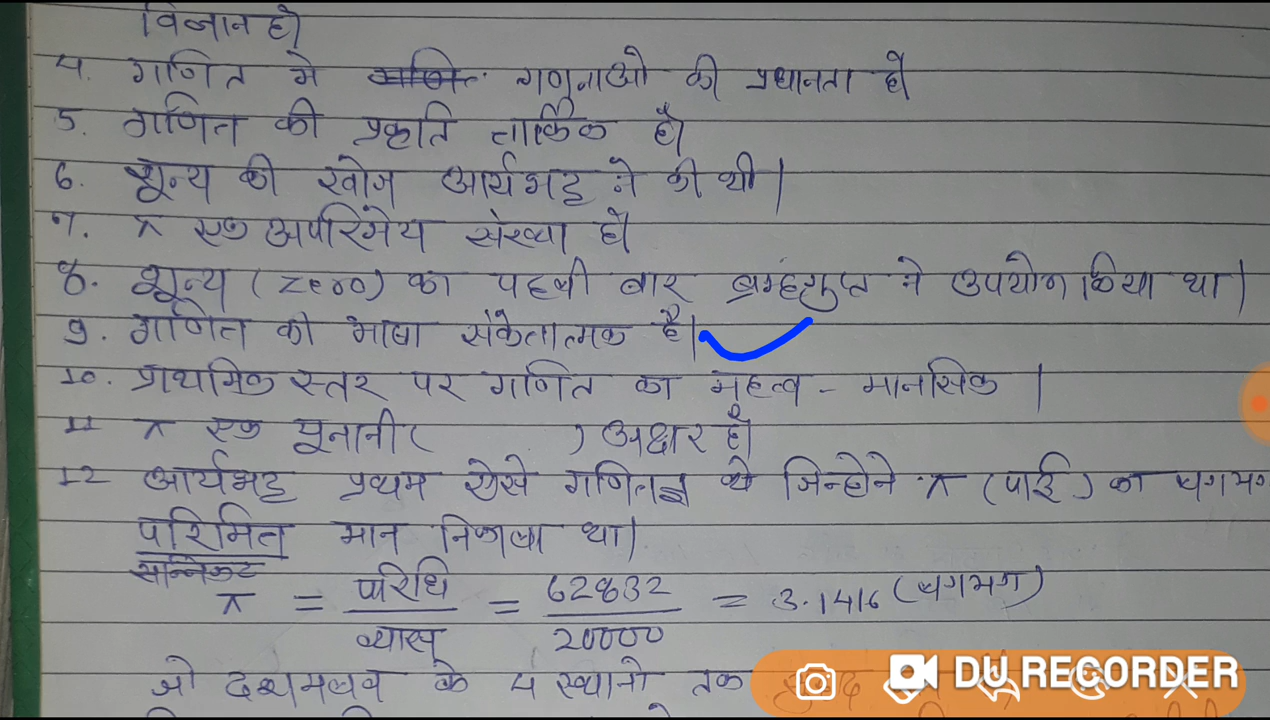 विज्ञान है।
4. गणित मे गणनाओ की प्रधानता है
5. गणित की प्रकृति तार्किक है।
6. शून्य की खोज आर्यभट्ट ने की थी।
7. π एक अपरिमेय संख्या है
8. शून्य (zero) का पहली बार ब्रम्हगुप्त ने उपयोग किया था।
9. गणित की भाषा संकेतात्मक है।
10. प्राथमिक स्तर पर गणित का महत्व - मानसिक।
11 π एक यूनानी ( ) अक्षर है।
12 आर्यभट्ट प्रथम ऐसे गणितज्ञ थे जिन्होने π (पाई) का लगभग
परिमित मान निकाला था।
सन्निकट
π = परिधि / व्यास = 62832 / 20000 = 3.1416 (लगभग)
जो दशमलव के 4 स्थानो तक
DU RECORDER